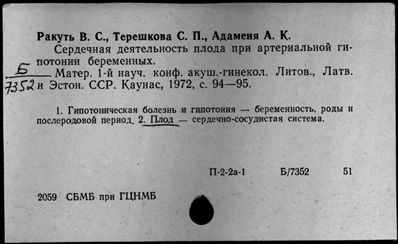 Ракуть В. С., Терешкова С. П., Адаменя А. К.
Сердечная деятельность плода при артериальной ги-
потонии беременных.
Б Матер. 1-й науч. конф. акуш.-гинекол. Литов., Латв.
7352 и Эстон. ССР. Каунас, 1972, с. 94—95.
1. Гипотоническая болезнь и гипотония — беременность, роды и
послеродовой период. 2. Плод — сердечно-сосудистая система.
П-2-2а-1 Б/7352 51
2059 СБМБ при ГЦНМБ